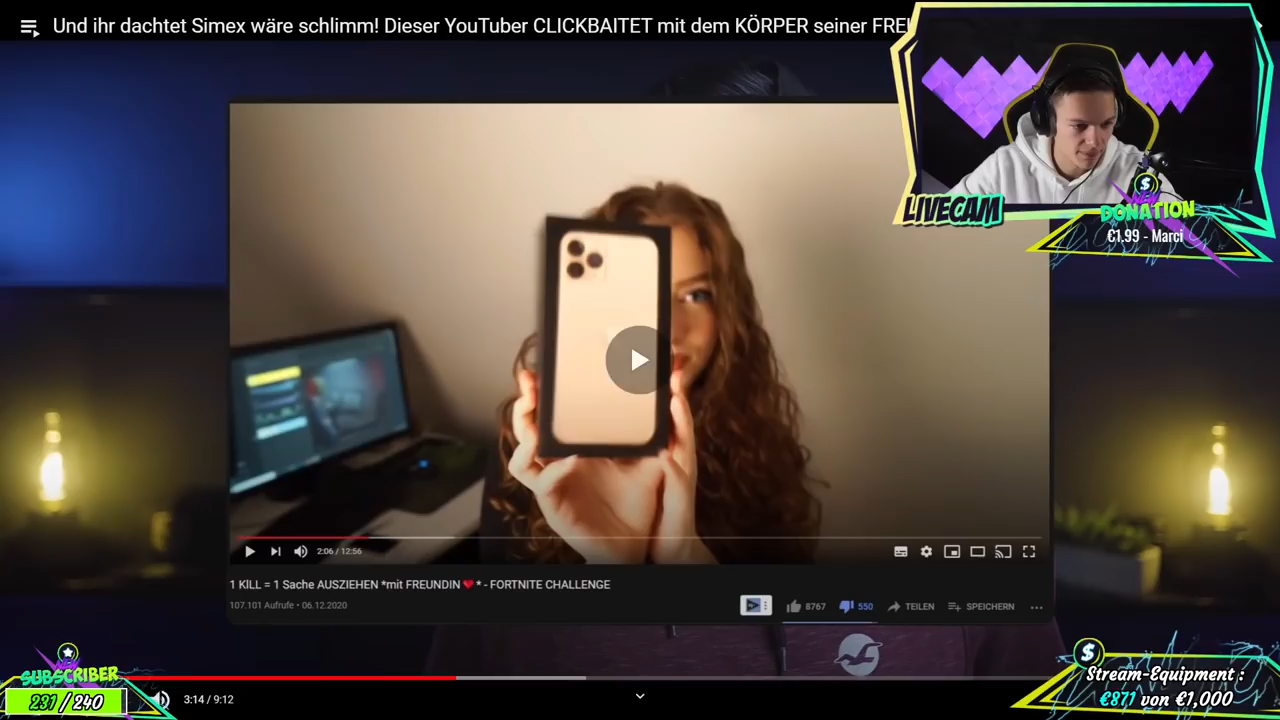 Und ihr dachtet Simex wäre schlimm! Dieser YouTuber CLICKBAITET mit dem KÖRPER seiner
LIVECAM
NEW
DONATION
€1.99 - Marci
2:06 / 12:56
1 KILL = 1 Sache AUSZIEHEN *mit FREUNDIN ❤* - FORTNITE CHALLENGE
107.101 Aufrufe • 06.12.2020
8767
550
TEILEN
SPEICHERN
NEW
SUBSCRIBER
231 / 240
3:14 / 9:12
Stream-Equipment :
€871 von €1,000